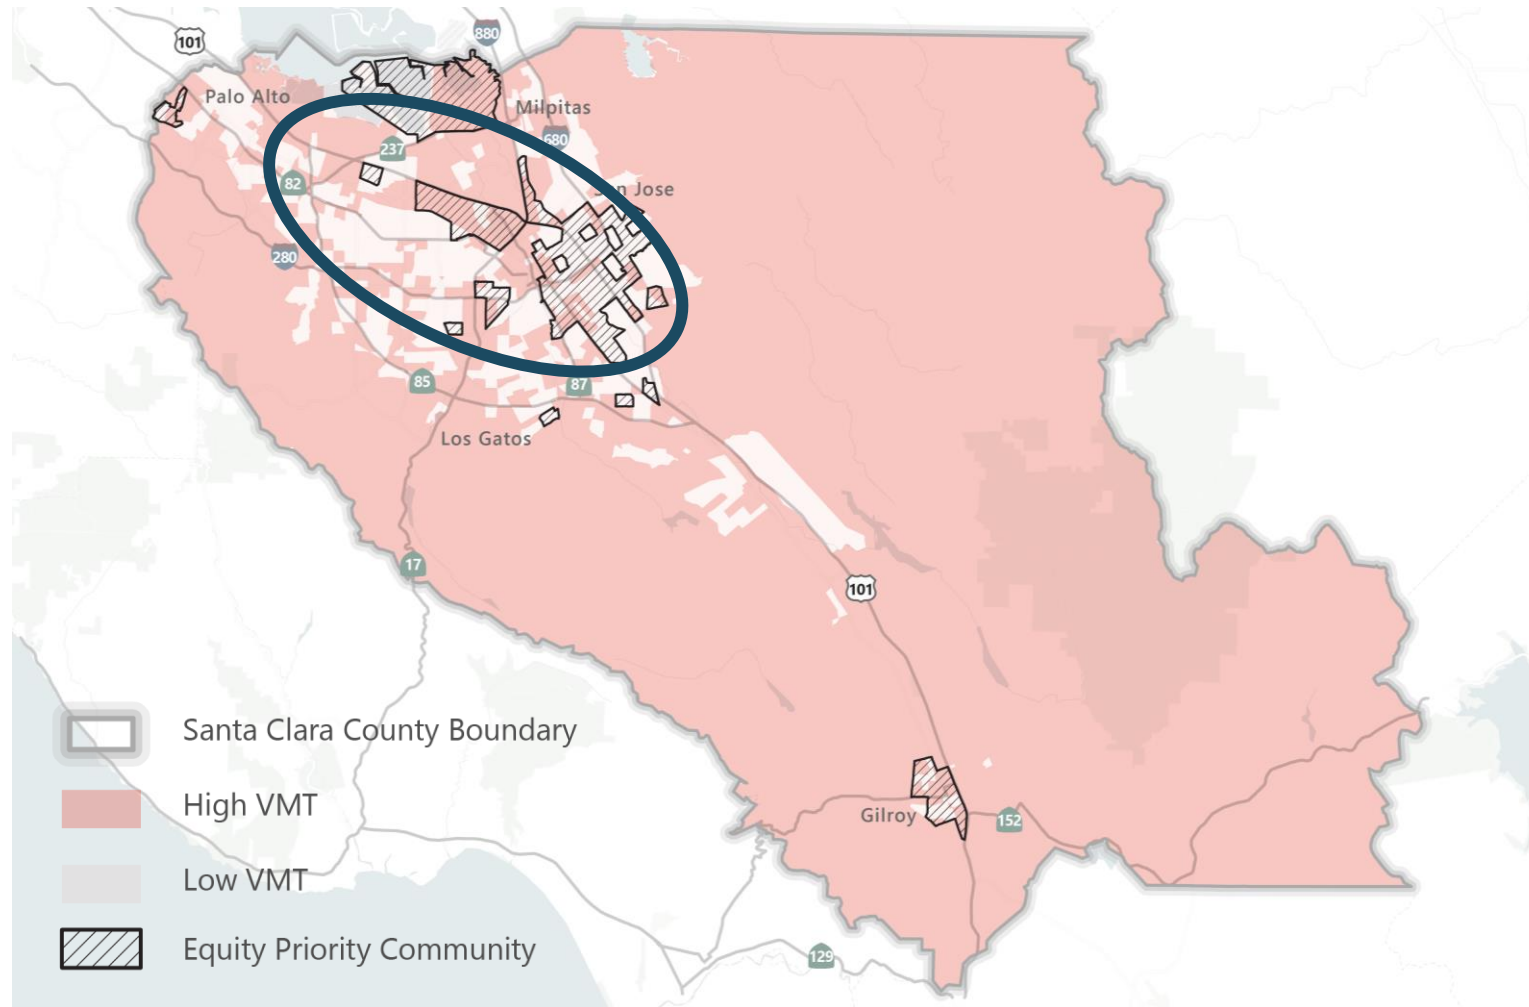 101
880
Palo Alto
Milpitas
680
237
82
San Jose
280
85
87
Los Gatos
17
101
Santa Clara County Boundary
High VMT
Gilroy
152
Low VMT
Equity Priority Community
129